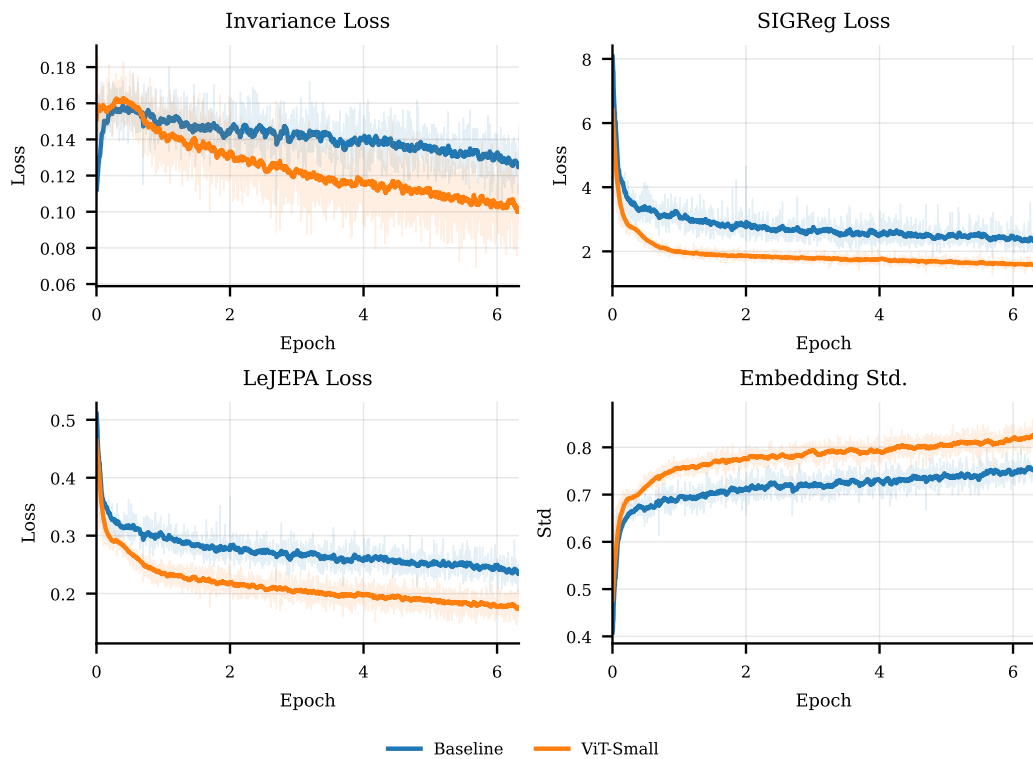 Invariance Loss
SIGReg Loss
0.18
0.16
0.14
0.12
0.10
0.08
0.06
Loss
0
2
4
6
Epoch
8
6
4
2
Loss
0
2
4
6
Epoch
LeJEPA Loss
Embedding Std.
0.5
0.4
0.3
0.2
Loss
0
2
4
6
Epoch
0.8
0.7
0.6
0.5
0.4
Std
0
2
4
6
Epoch
Baseline
ViT-Small